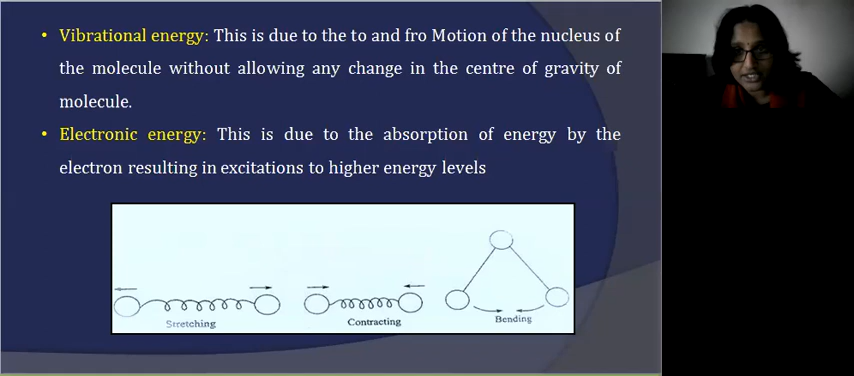 • Vibrational energy: This is due to the to and fro Motion of the nucleus of
the molecule without allowing any change in the centre of gravity of
molecule.
• Electronic energy: This is due to the absorption of energy by the
electron resulting in excitations to higher energy levels
Stretching
Contracting
Bending